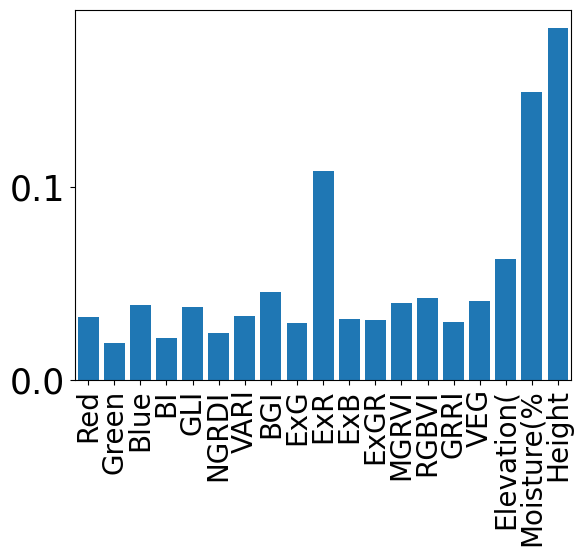 0.1
0.0
Red
Green
Blue
BI
GLI
NGRDI
VARI
BGI
ExG
ExR
ExB
ExGR
MGRVI
RGBVI
GRRI
VEG
Elevation(
Moisture(%
Height